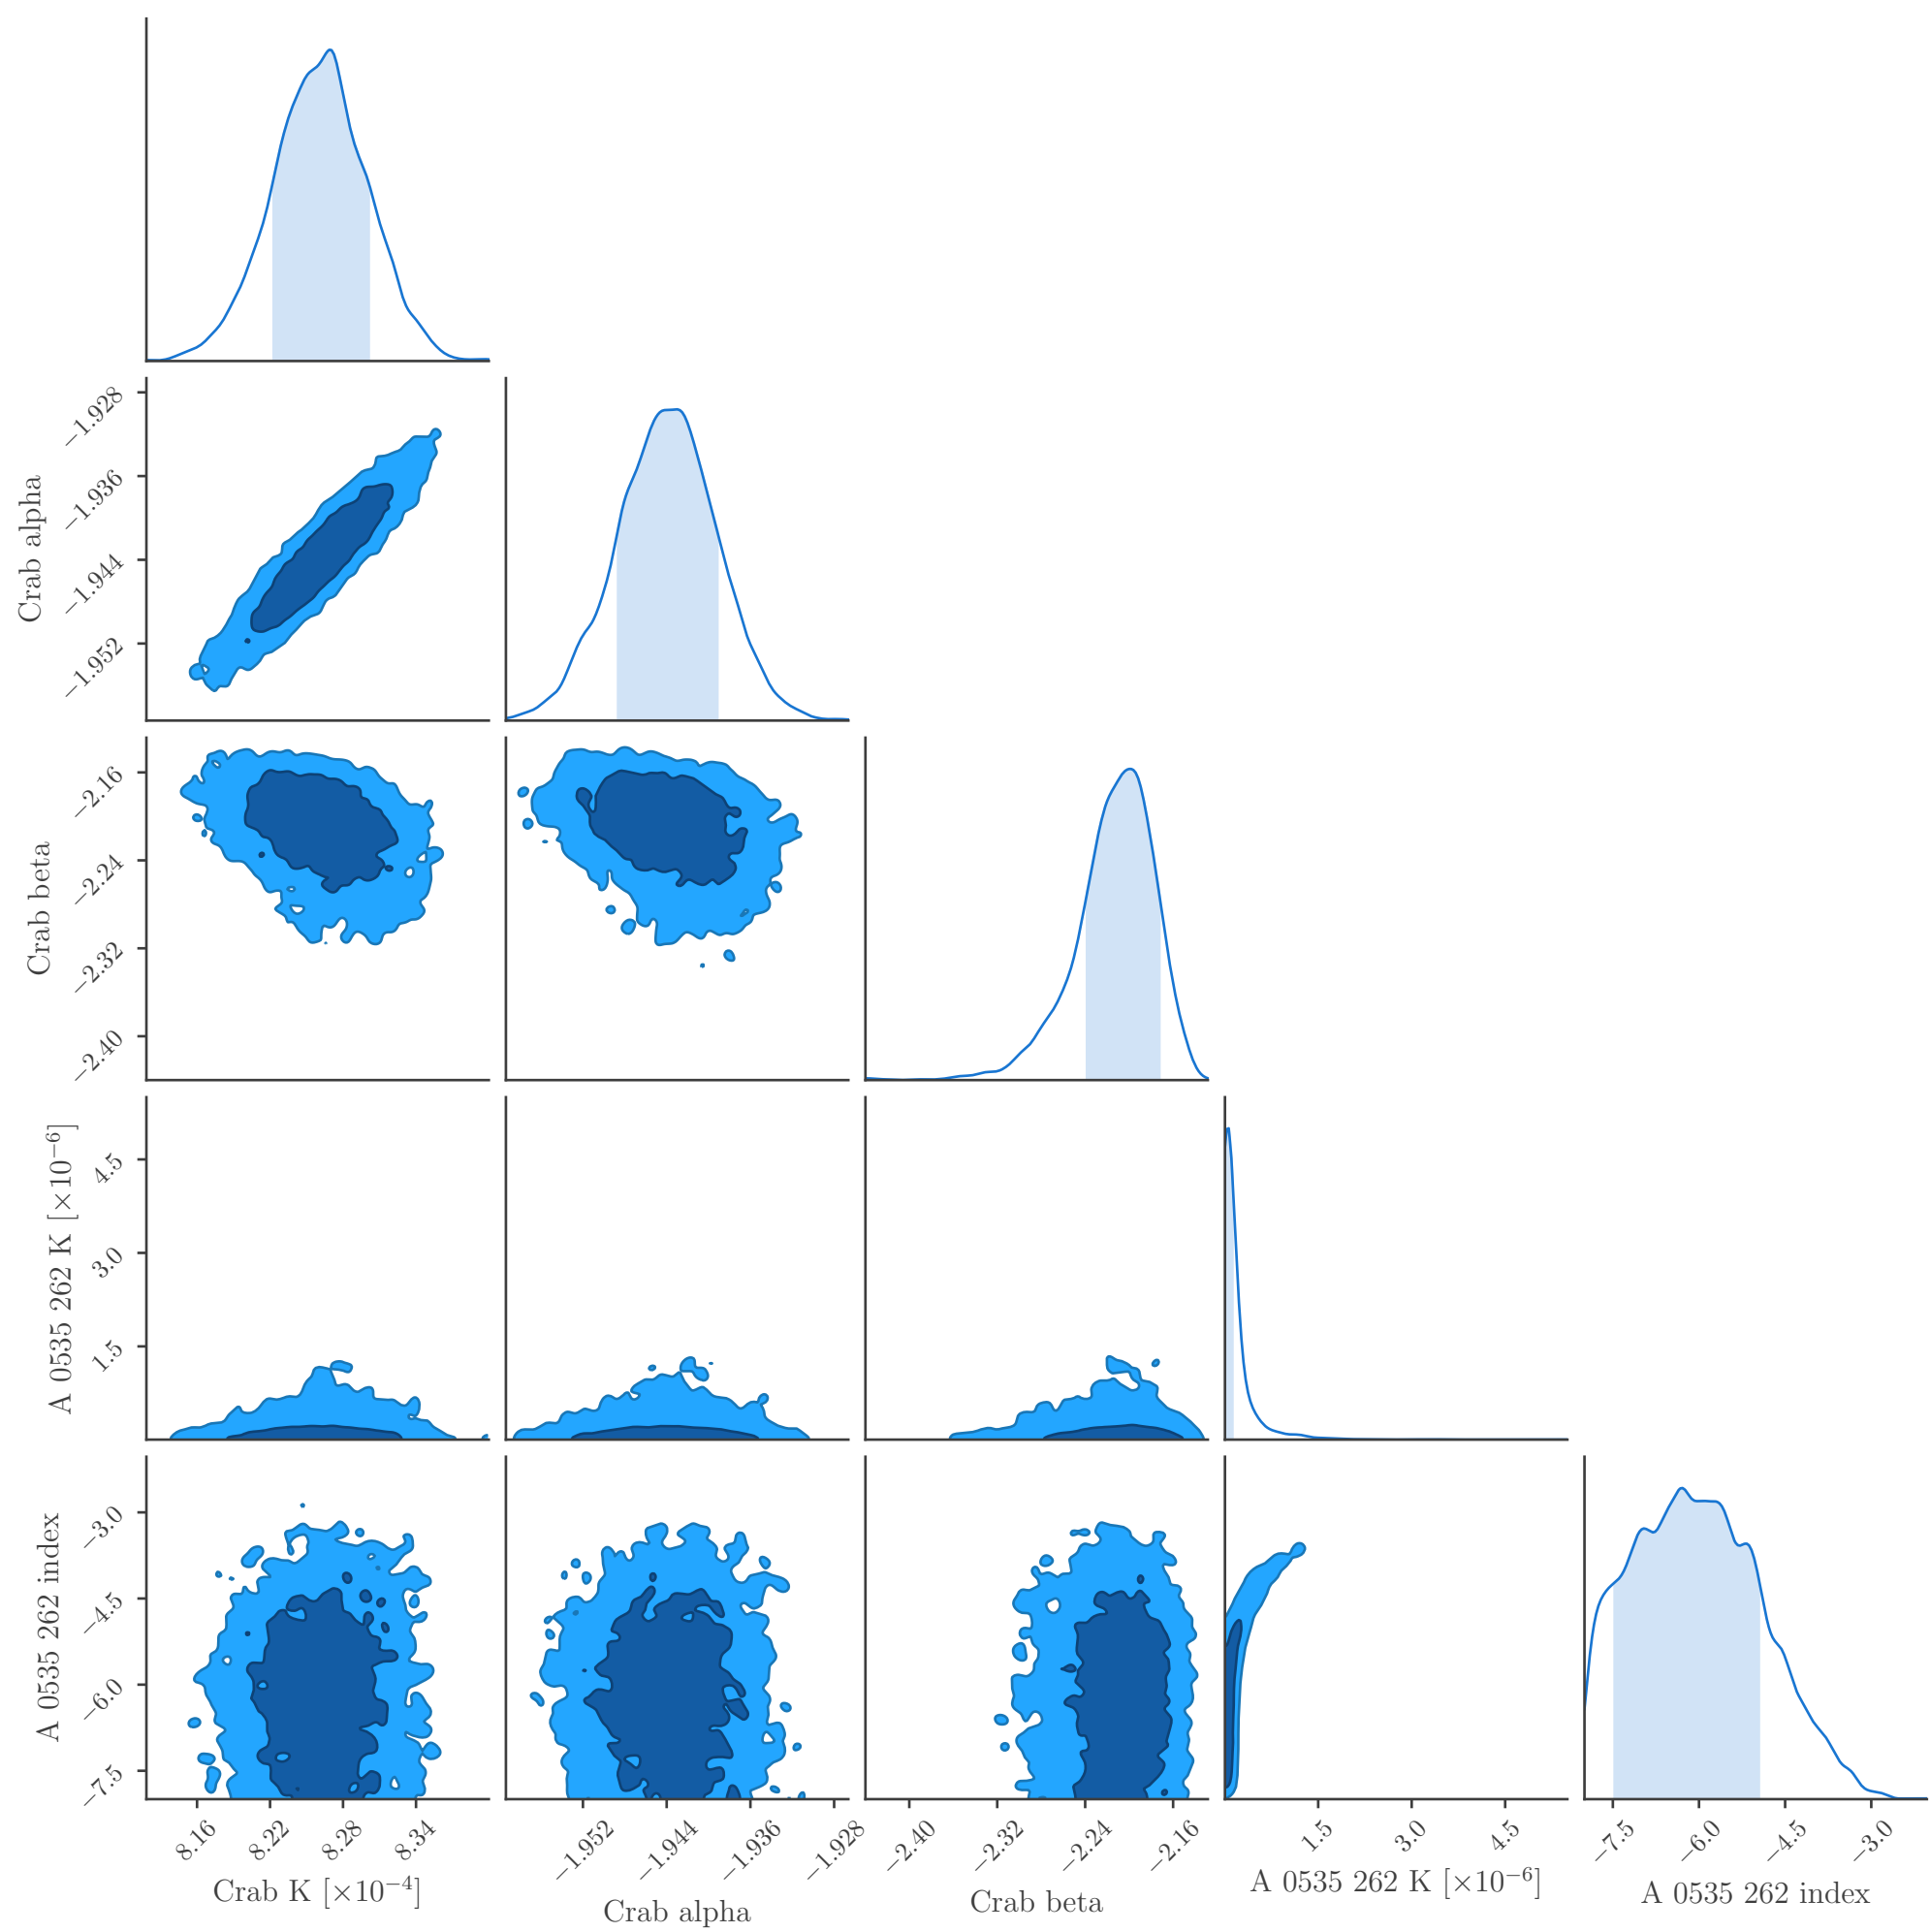 Crab alpha
−1.928
−1.936
−1.944
−1.952
Crab beta
−2.16
−2.24
−2.32
−2.40
A 0535 262 K [×10⁻⁶]
4.5
3.0
1.5
A 0535 262 index
−3.0
−4.5
−6.0
−7.5
8.16 8.22 8.28 8.34 −1.952 −1.944 −1.936 −1.928 −2.40 −2.32 −2.24 −2.16 1.5 3.0 4.5 −7.5 −6.0 −4.5 −3.0
Crab K [×10⁻⁴] Crab alpha Crab beta A 0535 262 K [×10⁻⁶] A 0535 262 index